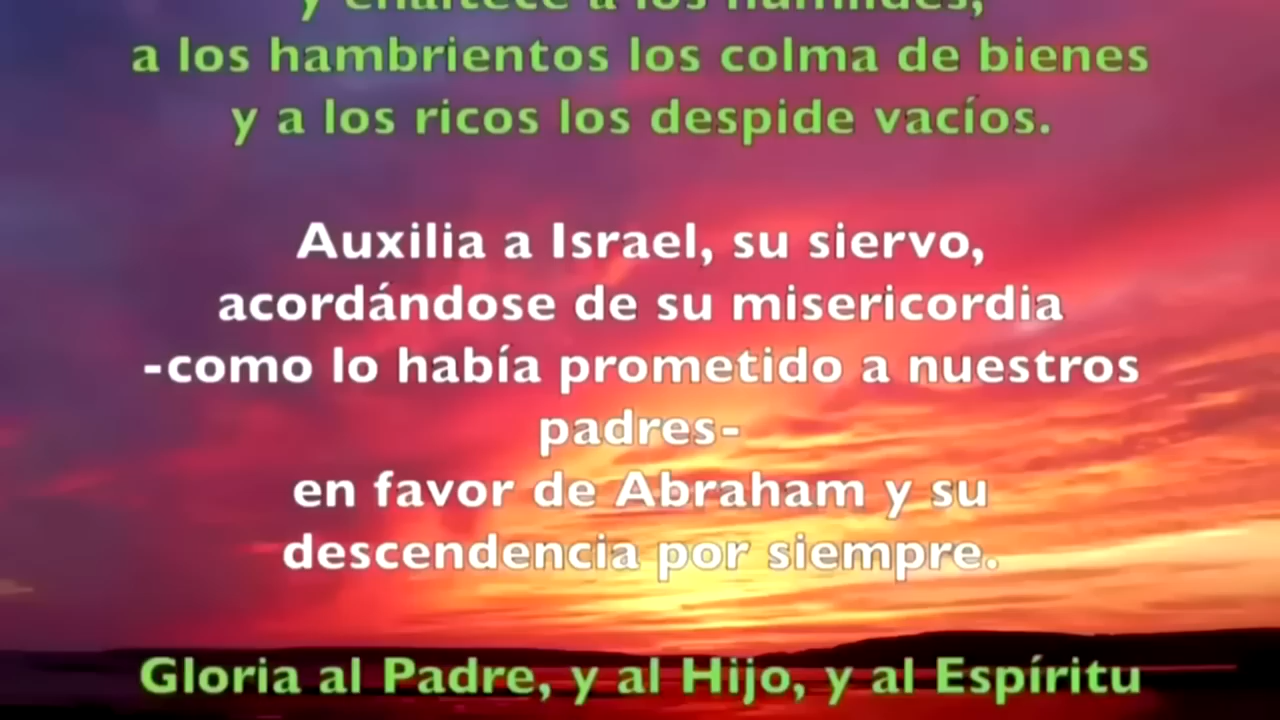 y enaltece a los humildes,
a los hambrientos los colma de bienes
y a los ricos los despide vacíos.
Auxilia a Israel, su siervo,
acordándose de su misericordia
-como lo había prometido a nuestros
padres-
en favor de Abraham y su
descendencia por siempre.
Gloria al Padre, y al Hijo, y al Espíritu